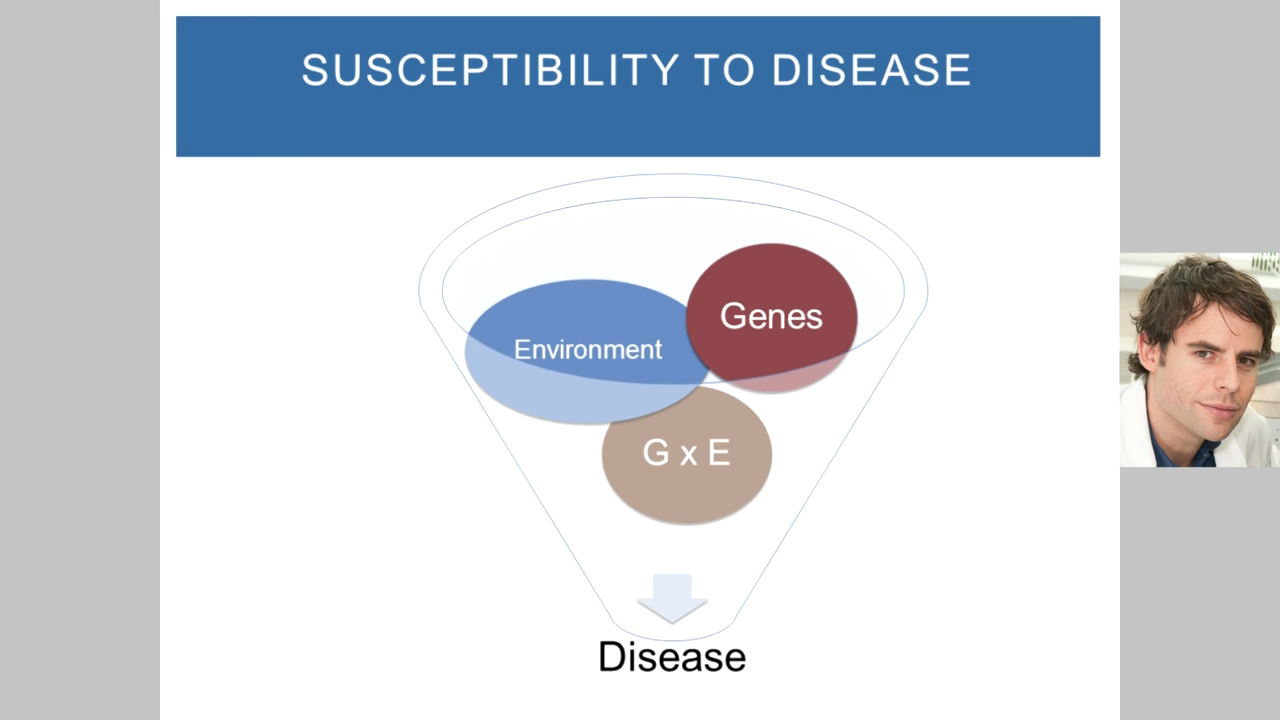 SUSCEPTIBILITY TO DISEASE
Genes
Environment
G x E
Disease